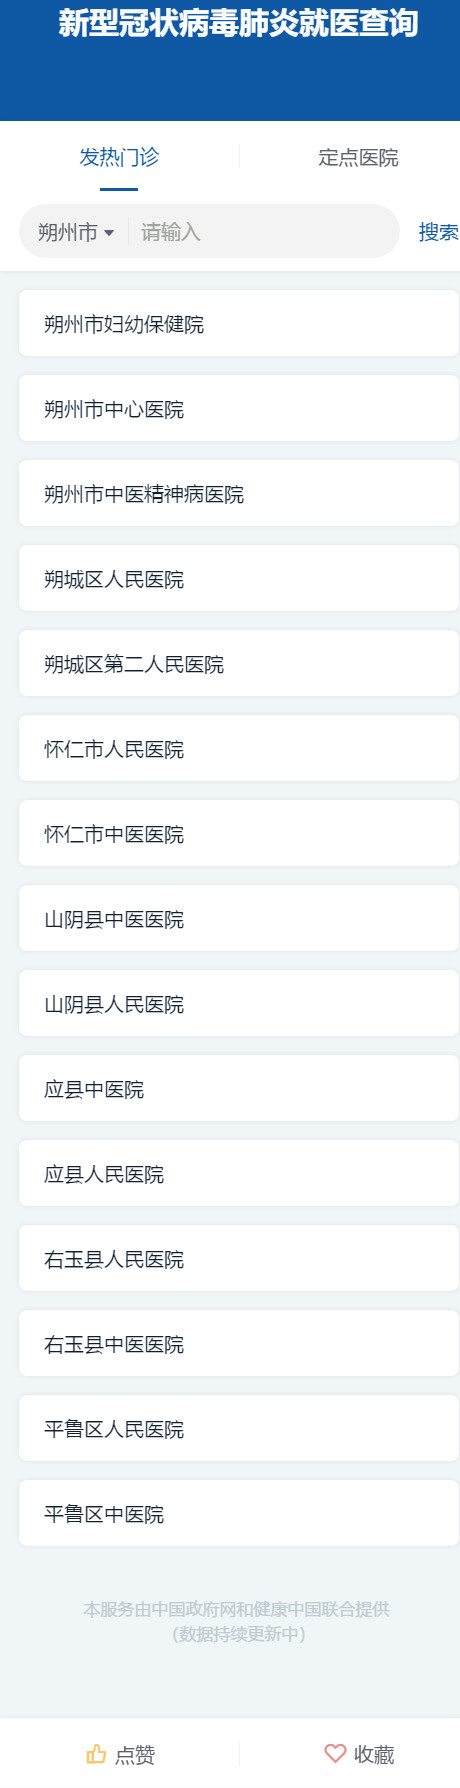 新型冠状病毒肺炎就医查询
发热门诊 定点医院
朔州市 请输入 搜索
朔州市妇幼保健院
朔州市中心医院
朔州市中医精神病医院
朔城区人民医院
朔城区第二人民医院
怀仁市人民医院
怀仁市中医医院
山阴县中医医院
山阴县人民医院
应县中医院
应县人民医院
右玉县人民医院
右玉县中医医院
平鲁区人民医院
平鲁区中医院
本服务由中国政府网和健康中国联合提供
（数据持续更新中）
点赞 收藏